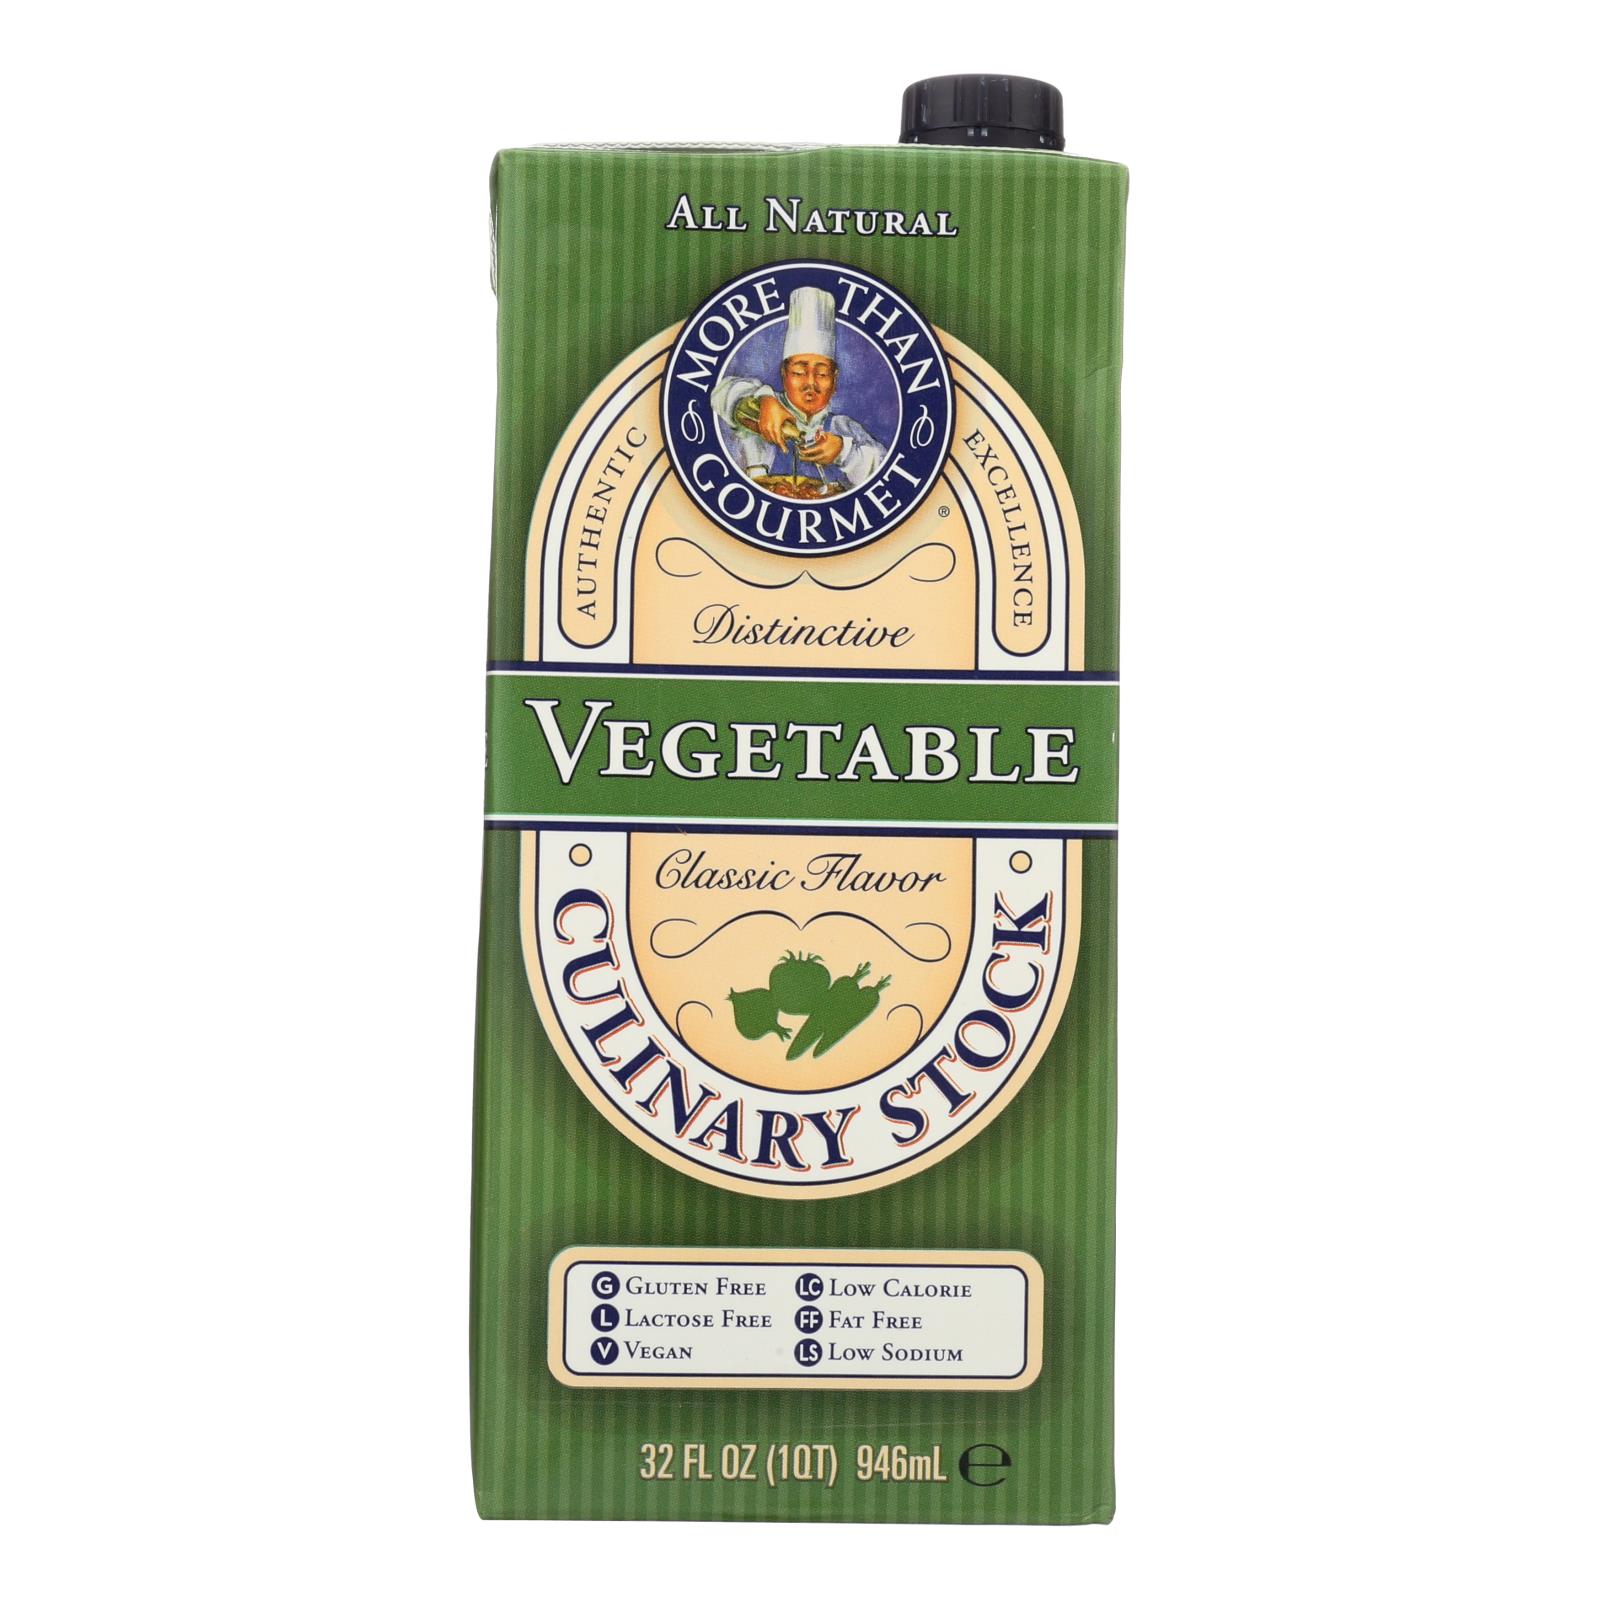 ALL NATURAL
MORE THAN
GOURMET
®
AUTHENTIC
EXCELLENCE
Distinctive
VEGETABLE
Classic Flavor
CULINARY STOCK
G GLUTEN FREE LC LOW CALORIE
L LACTOSE FREE FF FAT FREE
V VEGAN LS LOW SODIUM
32 FL OZ (1QT) 946mL ℮